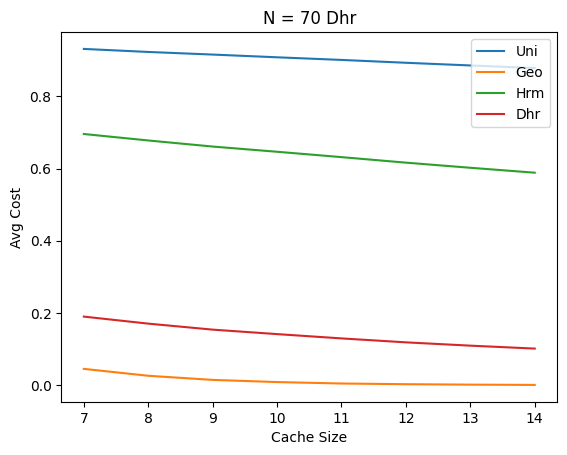 N = 70 Dhr
Uni
Geo
Hrm
Dhr
Avg Cost
0.8
0.6
0.4
0.2
0.0
7 8 9 10 11 12 13 14
Cache Size